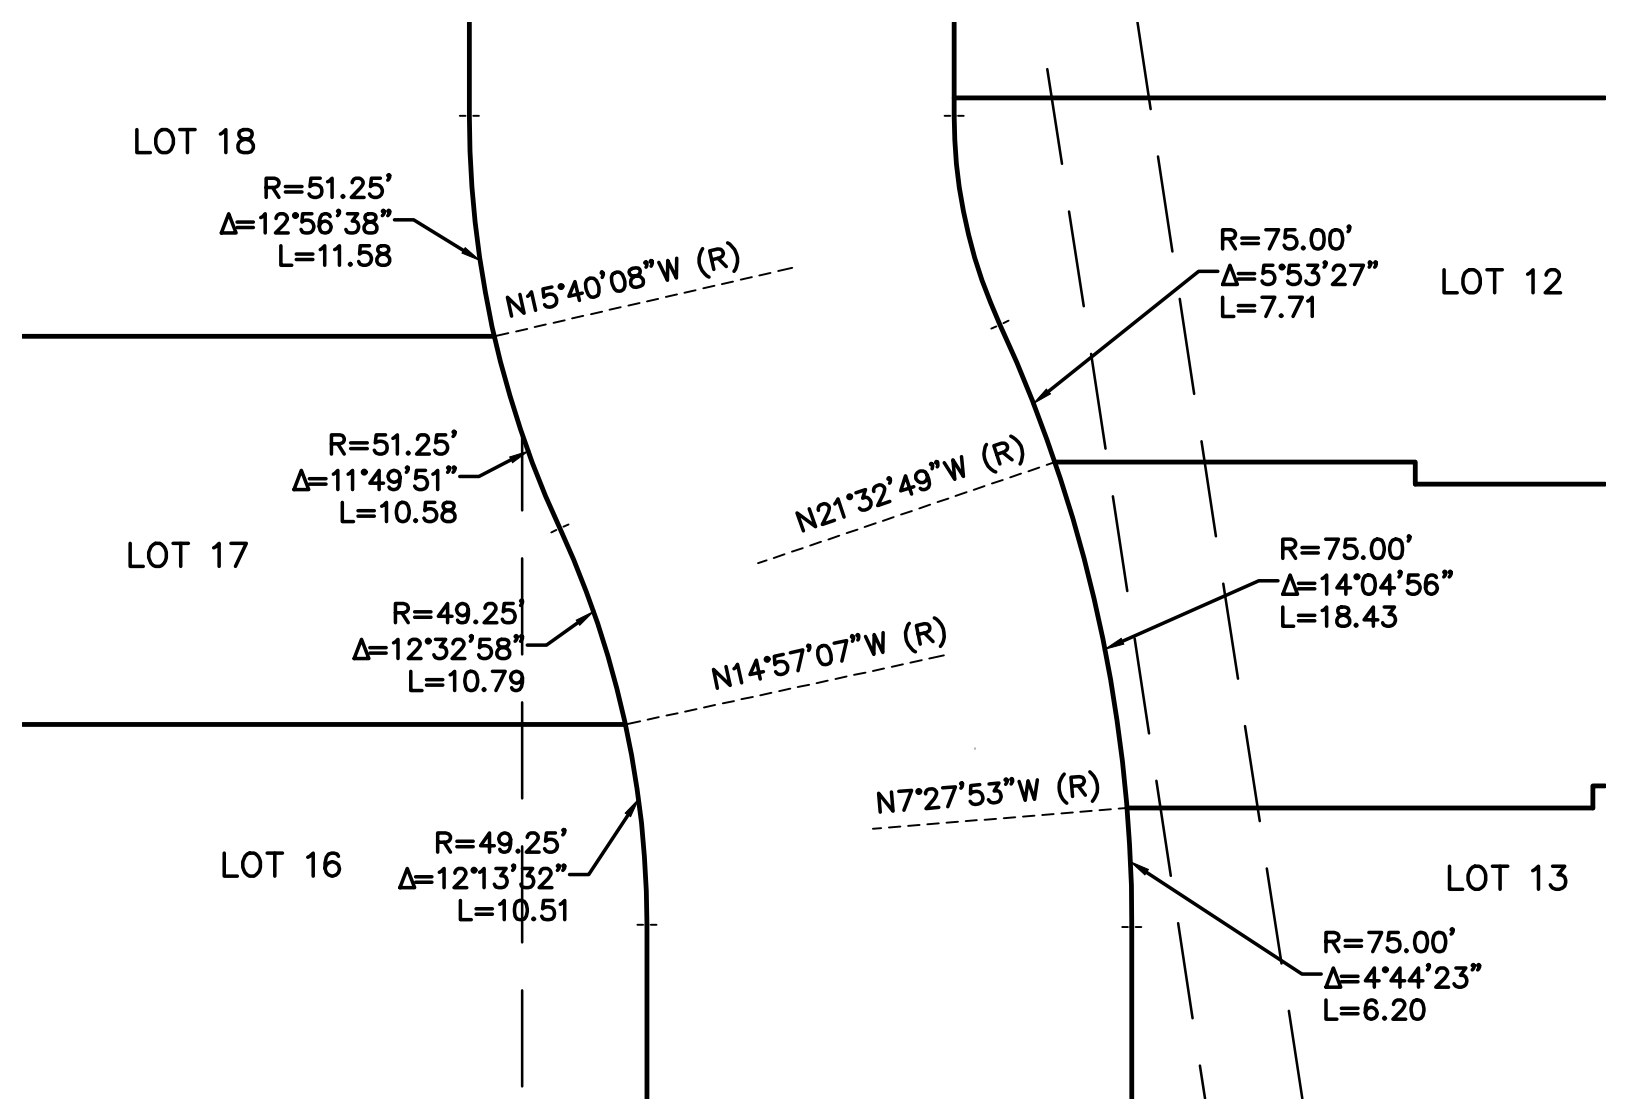 LOT 18
R=51.25'
Δ=12°56'38"
L=11.58
N15°40'08"W (R)
R=75.00'
Δ=5°53'27"
L=7.71
LOT 12
R=51.25'
Δ=11°49'51"
L=10.58
N21°32'49"W (R)
LOT 17
R=75.00'
Δ=14°04'56"
L=18.43
R=49.25'
Δ=12°32'58"
L=10.79
N14°57'07"W (R)
N7°27'53"W (R)
R=49.25'
Δ=12°13'32"
L=10.51
LOT 16
LOT 13
R=75.00'
Δ=4°44'23"
L=6.20